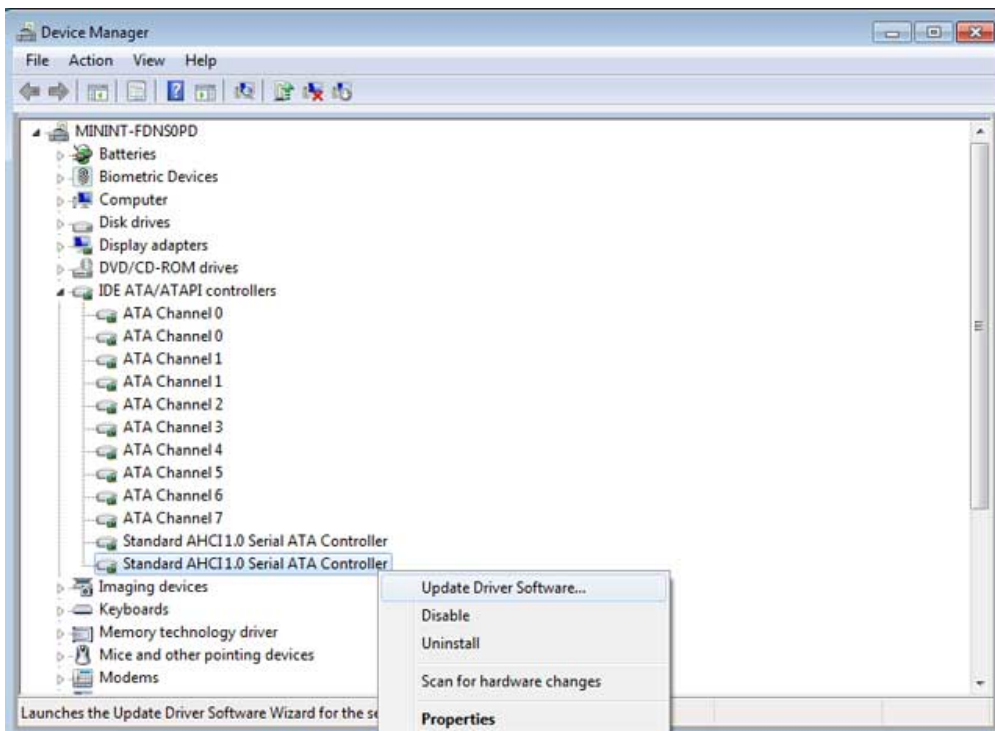 Device Manager
File Action View Help
MININT-FDNS0PD
Batteries
Biometric Devices
Computer
Disk drives
Display adapters
DVD/CD-ROM drives
IDE ATA/ATAPI controllers
ATA Channel 0
ATA Channel 0
ATA Channel 1
ATA Channel 1
ATA Channel 2
ATA Channel 3
ATA Channel 4
ATA Channel 5
ATA Channel 6
ATA Channel 7
Standard AHCI 1.0 Serial ATA Controller
Standard AHCI 1.0 Serial ATA Controller
Imaging devices
Keyboards
Memory technology driver
Mice and other pointing devices
Modems
Update Driver Software...
Disable
Uninstall
Scan for hardware changes
Properties
Launches the Update Driver Software Wizard for the se